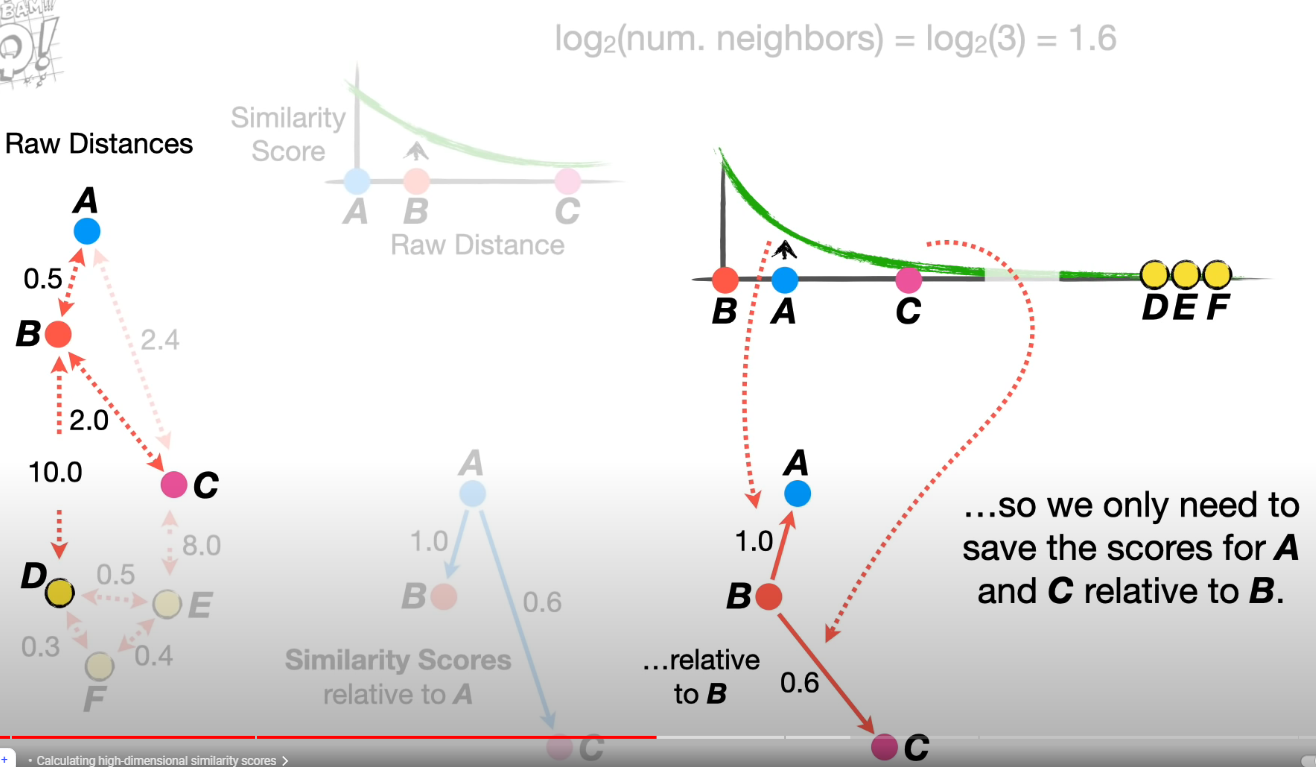 BAM!!
log₂(num. neighbors) = log₂(3) = 1.6
Raw Distances
A
0.5
B
2.4
2.0
10.0
C
8.0
D
0.5
E
0.3
0.4
F
Similarity
Score
A
B
C
Raw Distance
B
A
C
D
E
F
A
1.0
B
0.6
Similarity Scores
relative to A
C
A
1.0
B
…relative
to B
0.6
C
…so we only need to
save the scores for A
and C relative to B.
+
• Calculating high-dimensional similarity scores >